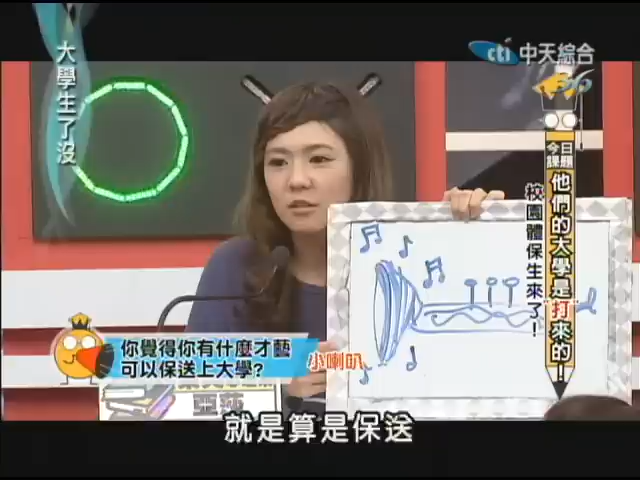 大學生了沒
cti 中天綜合
今日課題
他們的大學是打來的!
校園體保生來了!
你覺得你有什麼才藝
可以保送上大學?
小喇叭
亞莎
就是算是保送